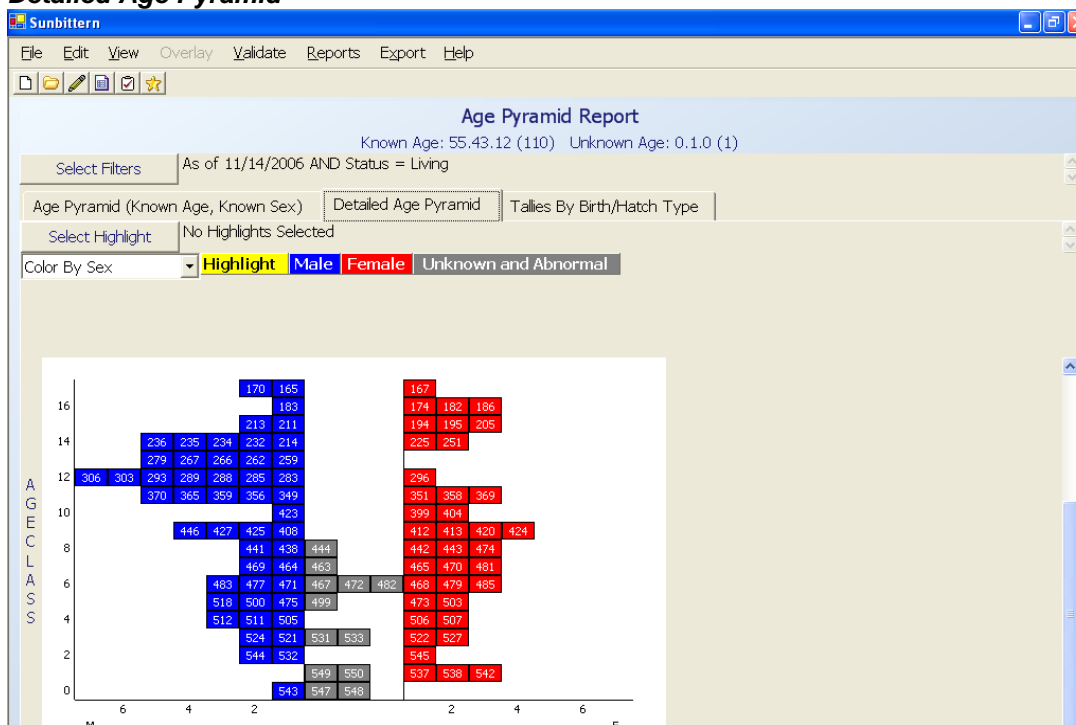 Detailed Age Pyramid
Sunbittern
File Edit View Overlay Validate Reports Export Help
Age Pyramid Report
Known Age: 55.43.12 (110) Unknown Age: 0.1.0 (1)
Select Filters As of 11/14/2006 AND Status = Living
Age Pyramid (Known Age, Known Sex) Detailed Age Pyramid Tallies By Birth/Hatch Type
Select Highlight No Highlights Selected
Color By Sex Highlight Male Female Unknown and Abnormal
170 165 167
16 183 174 182 186
213 211 194 195 205
14 236 235 234 232 214 225 251
279 267 266 262 259
12 306 303 293 289 288 285 283 296
370 365 359 356 349 351 358 369
10 423 399 404
446 427 425 408 412 413 420 424
8 441 438 444 442 443 474
469 464 463 465 470 481
6 483 477 471 467 472 482 468 479 485
518 500 475 499 473 503
4 512 511 505 506 507
524 521 531 533 522 527
2 544 532 545
549 550 537 538 542
0 543 547 548
AGE CLASS
6 4 2 2 4 6
M F